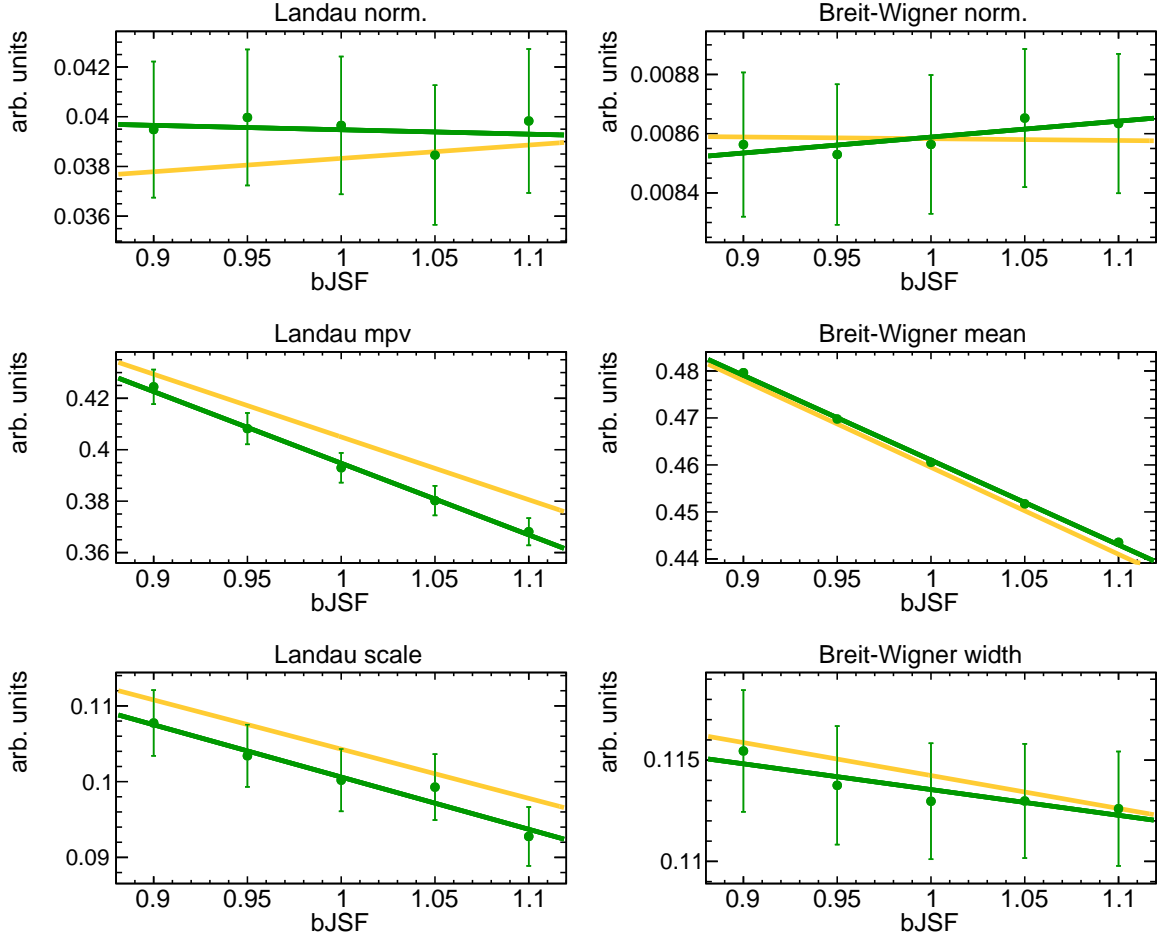 Landau norm.
arb. units
0.042
0.04
0.038
0.036
0.9 0.95 1 1.05 1.1
bJSF
Breit-Wigner norm.
arb. units
0.0088
0.0086
0.0084
0.9 0.95 1 1.05 1.1
bJSF
Landau mpv
arb. units
0.42
0.4
0.38
0.36
0.9 0.95 1 1.05 1.1
bJSF
Breit-Wigner mean
arb. units
0.48
0.47
0.46
0.45
0.44
0.9 0.95 1 1.05 1.1
bJSF
Landau scale
arb. units
0.11
0.1
0.09
0.9 0.95 1 1.05 1.1
bJSF
Breit-Wigner width
arb. units
0.115
0.11
0.9 0.95 1 1.05 1.1
bJSF